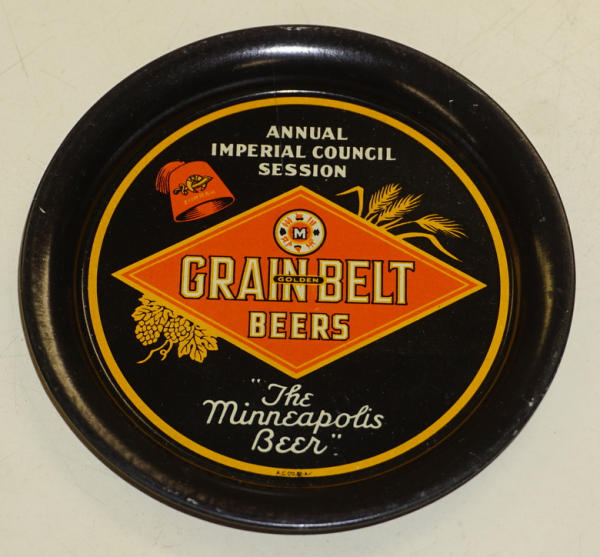 ANNUAL
IMPERIAL COUNCIL
SESSION
M
GRAIN BELT
GOLDEN
BEERS
"The
Minneapolis
Beer"